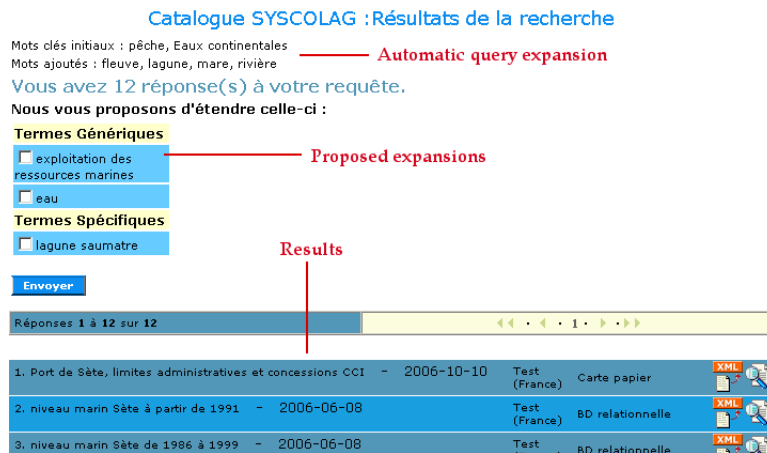 Catalogue SYSCOLAG :Résultats de la recherche
Mots clés initiaux : pêche, Eaux continentales
Mots ajoutés : fleuve, lagune, mare, rivière
Automatic query expansion
Vous avez 12 réponse(s) à votre requête.
Nous vous proposons d'étendre celle-ci :
Termes Génériques
exploitation des
ressources marines
Proposed expansions
eau
Termes Spécifiques
lagune saumatre
Results
Envoyer
Réponses 1 à 12 sur 12
· · 1 · ·
1. Port de Sète, limites administratives et concessions CCI - 2006-10-10 Test (France) Carte papier XML
2. niveau marin Sète à partir de 1991 - 2006-06-08 Test (France) BD relationnelle XML
3. niveau marin Sète de 1986 à 1999 - 2006-06-08 Test BD relationnelle XML